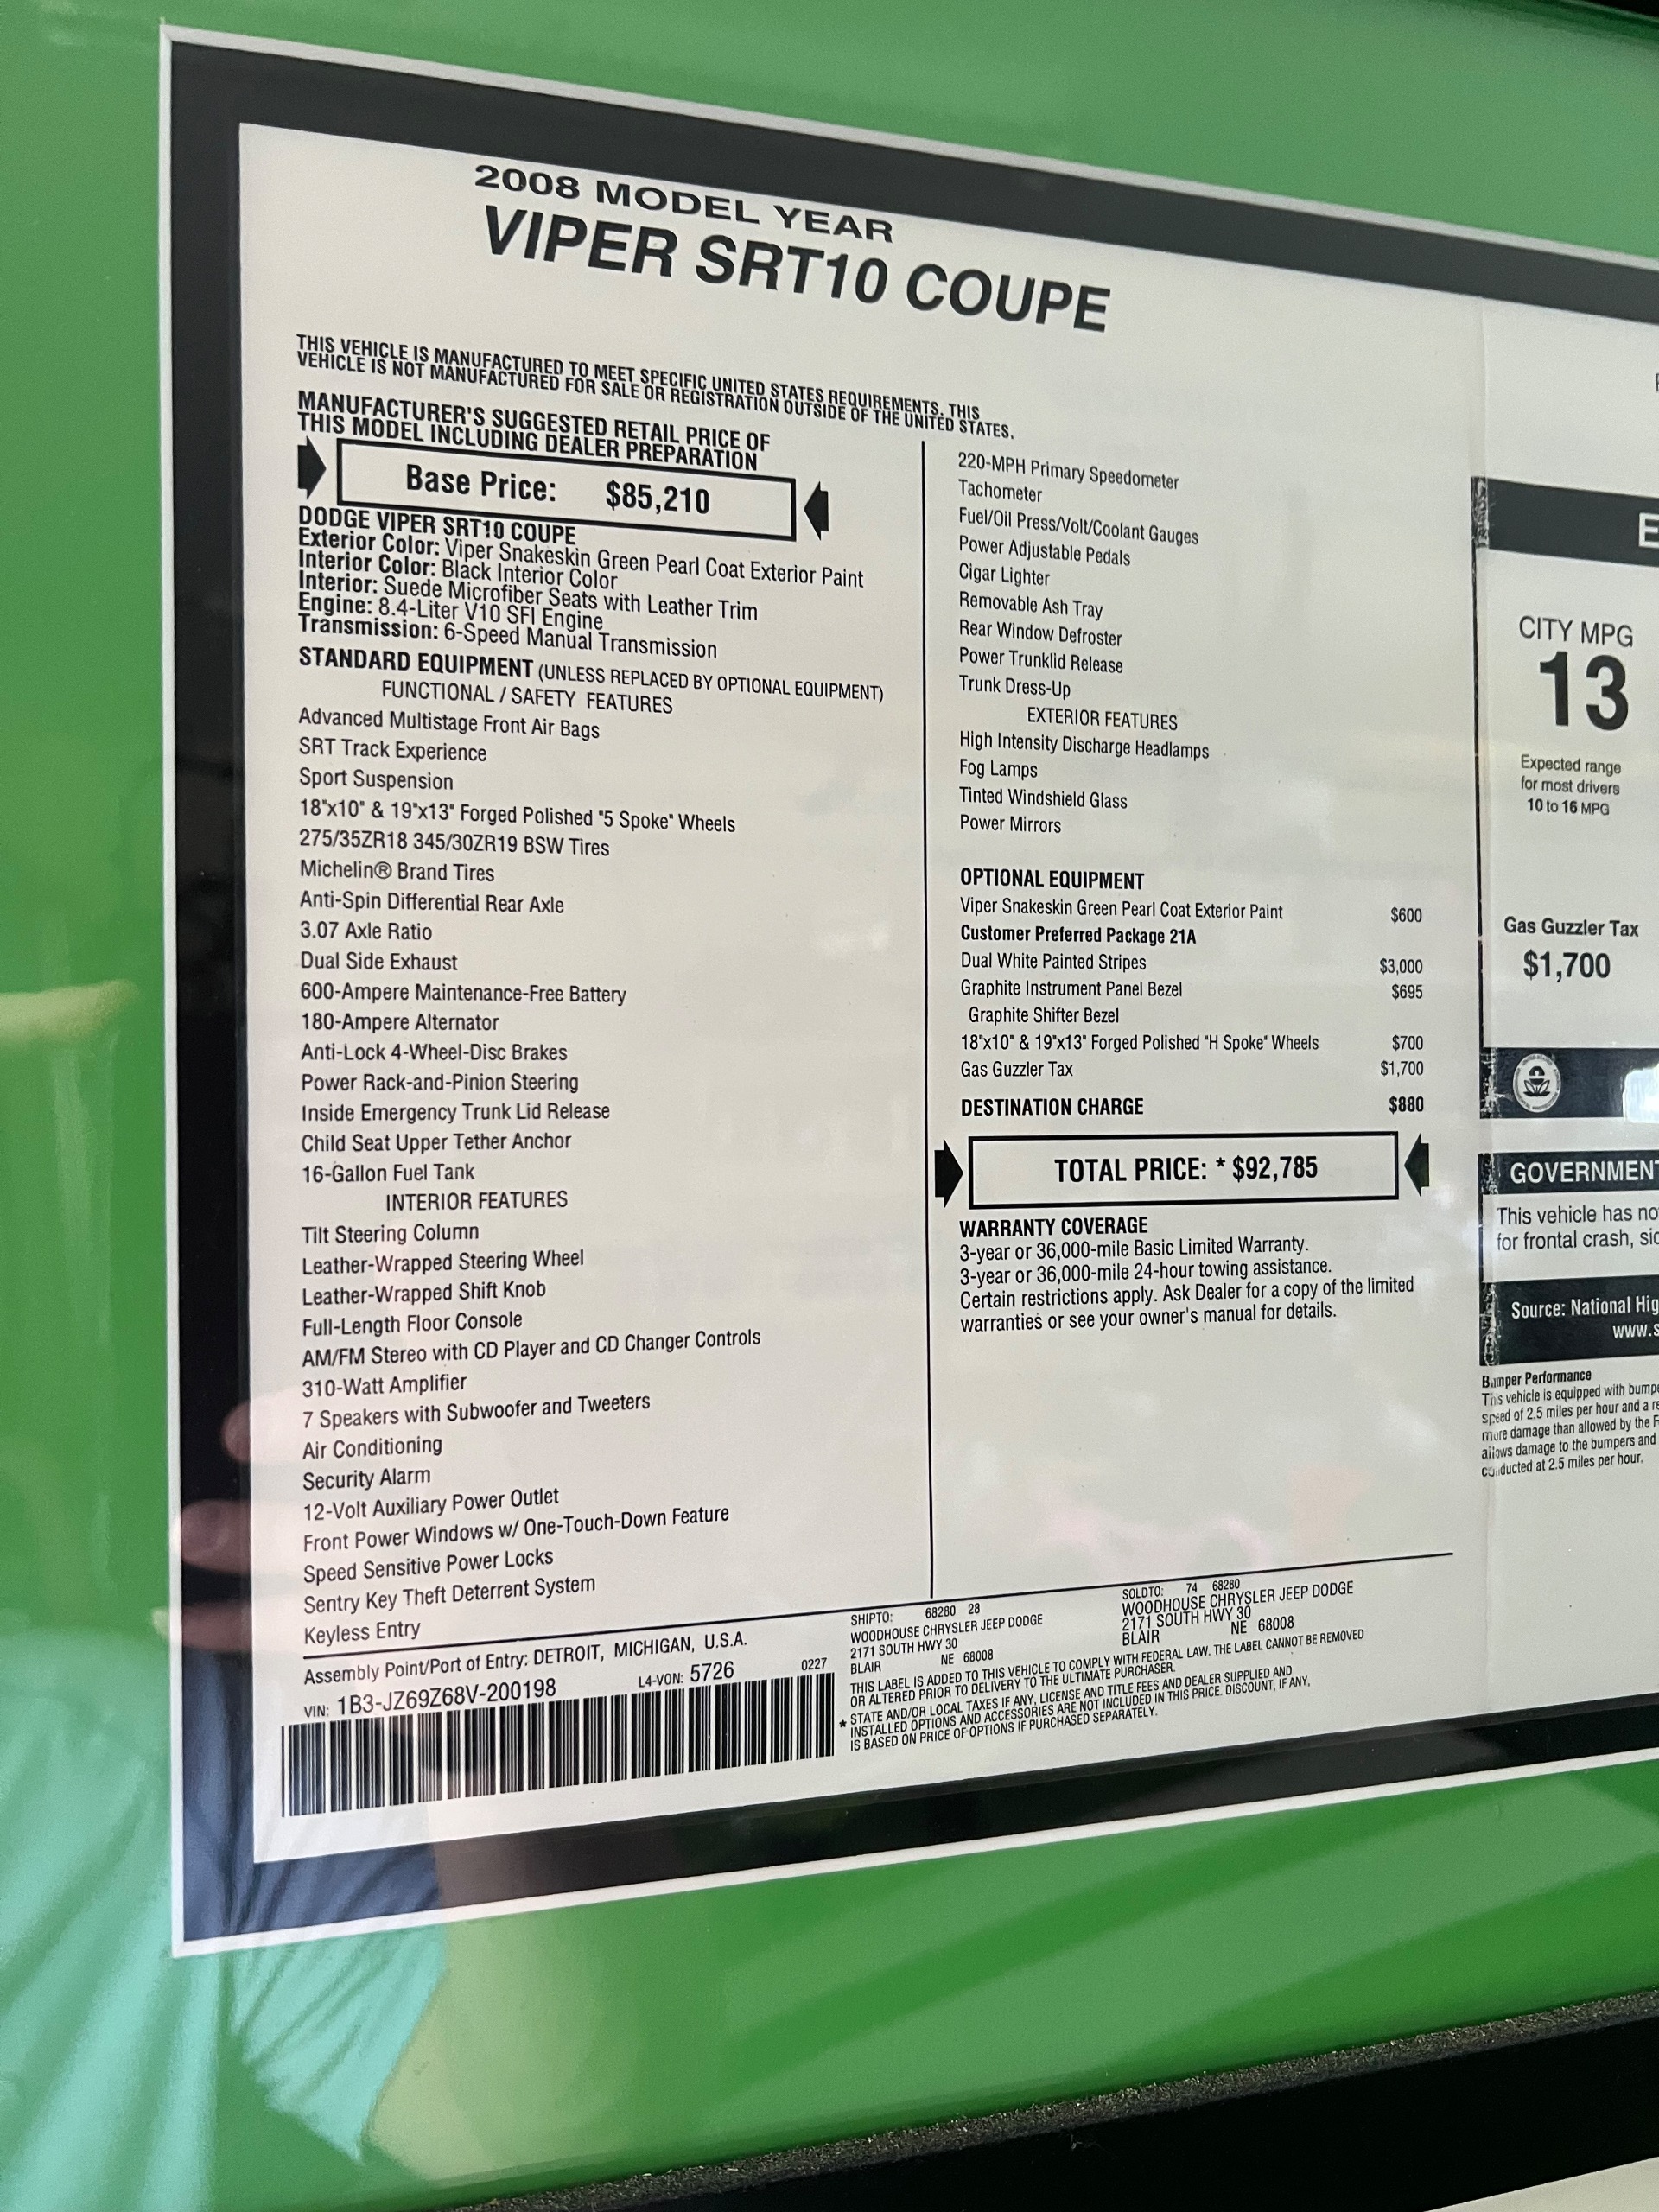 2008 MODEL YEAR
VIPER SRT10 COUPE
THIS VEHICLE IS MANUFACTURED TO MEET SPECIFIC UNITED STATES REQUIREMENTS. THIS
VEHICLE IS NOT MANUFACTURED FOR SALE OR REGISTRATION OUTSIDE OF THE UNITED STATES.
MANUFACTURER'S SUGGESTED RETAIL PRICE OF
THIS MODEL INCLUDING DEALER PREPARATION
Base Price: $85,210
DODGE VIPER SRT10 COUPE
Exterior Color: Viper Snakeskin Green Pearl Coat Exterior Paint
Interior Color: Black Interior Color
Interior: Suede Microfiber Seats with Leather Trim
Engine: 8.4-Liter V10 SFI Engine
Transmission: 6-Speed Manual Transmission
STANDARD EQUIPMENT (UNLESS REPLACED BY OPTIONAL EQUIPMENT)
FUNCTIONAL / SAFETY FEATURES
Advanced Multistage Front Air Bags
SRT Track Experience
Sport Suspension
18"x10" & 19"x13" Forged Polished "5 Spoke" Wheels
275/35ZR18 345/30ZR19 BSW Tires
Michelin® Brand Tires
Anti-Spin Differential Rear Axle
3.07 Axle Ratio
Dual Side Exhaust
600-Ampere Maintenance-Free Battery
180-Ampere Alternator
Anti-Lock 4-Wheel-Disc Brakes
Power Rack-and-Pinion Steering
Inside Emergency Trunk Lid Release
Child Seat Upper Tether Anchor
16-Gallon Fuel Tank
INTERIOR FEATURES
Tilt Steering Column
Leather-Wrapped Steering Wheel
Leather-Wrapped Shift Knob
Full-Length Floor Console
AM/FM Stereo with CD Player and CD Changer Controls
310-Watt Amplifier
7 Speakers with Subwoofer and Tweeters
Air Conditioning
Security Alarm
12-Volt Auxiliary Power Outlet
Front Power Windows w/ One-Touch-Down Feature
Speed Sensitive Power Locks
Sentry Key Theft Deterrent System
Keyless Entry
220-MPH Primary Speedometer
Tachometer
Fuel/Oil Press/Volt/Coolant Gauges
Power Adjustable Pedals
Cigar Lighter
Removable Ash Tray
Rear Window Defroster
Power Trunklid Release
Trunk Dress-Up
EXTERIOR FEATURES
High Intensity Discharge Headlamps
Fog Lamps
Tinted Windshield Glass
Power Mirrors
OPTIONAL EQUIPMENT
Viper Snakeskin Green Pearl Coat Exterior Paint $600
Customer Preferred Package 21A
Dual White Painted Stripes $3,000
Graphite Instrument Panel Bezel $695
Graphite Shifter Bezel
18"x10" & 19"x13" Forged Polished "H Spoke" Wheels $700
Gas Guzzler Tax $1,700
DESTINATION CHARGE $880
TOTAL PRICE: * $92,785
WARRANTY COVERAGE
3-year or 36,000-mile Basic Limited Warranty.
3-year or 36,000-mile 24-hour towing assistance.
Certain restrictions apply. Ask Dealer for a copy of the limited
warranties or see your owner's manual for details.
Assembly Point/Port of Entry: DETROIT, MICHIGAN, U.S.A.
VIN: 1B3-JZ69Z68V-200198 L4-VON: 5726 0227
SHIPTO: 68280 28
WOODHOUSE CHRYSLER JEEP DODGE
2171 SOUTH HWY 30
BLAIR NE 68008
SOLDTO: 74 68280
WOODHOUSE CHRYSLER JEEP DODGE
2171 SOUTH HWY 30
BLAIR NE 68008
THIS LABEL IS ADDED TO THIS VEHICLE TO COMPLY WITH FEDERAL LAW. THE LABEL CANNOT BE REMOVED
OR ALTERED PRIOR TO DELIVERY TO THE ULTIMATE PURCHASER.
* STATE AND/OR LOCAL TAXES IF ANY, LICENSE AND TITLE FEES AND DEALER SUPPLIED AND
INSTALLED OPTIONS AND ACCESSORIES ARE NOT INCLUDED IN THIS PRICE. DISCOUNT, IF ANY,
IS BASED ON PRICE OF OPTIONS IF PURCHASED SEPARATELY.
E
CITY MPG
13
Expected range
for most drivers
10 to 16 MPG
Gas Guzzler Tax
$1,700
GOVERNMENT
This vehicle has no
for frontal crash, sid
Source: National Hig
www.s
Bumper Performance
This vehicle is equipped with bumpe
speed of 2.5 miles per hour and a re
more damage than allowed by the F
allows damage to the bumpers and
conducted at 2.5 miles per hour.